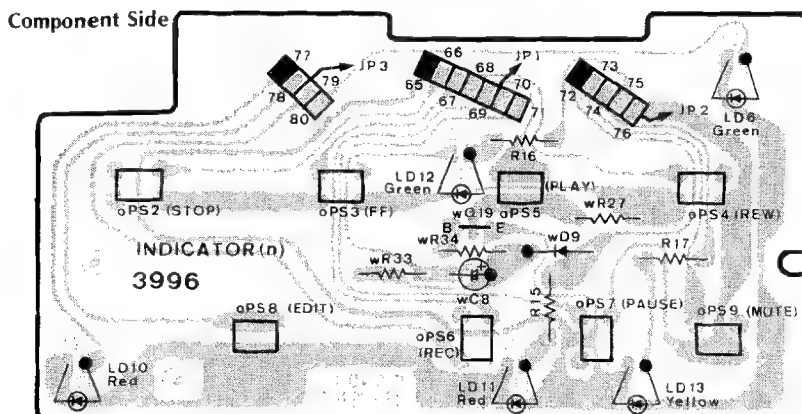 Component Side
77
JP3
79
78
80
66
JP1
68
70
65
67
69
71
73
75
72
74
76
JP2
LD6
Green
R16
LD12
Green
oPS2 (STOP)
oPS3 (FF)
(PLAY)
oPS5
wR27
oPS4 (REW)
wQ19
B E
wR34
wD9
R17
INDICATOR(n)
3996
wR33
wC8
R15
oPS7 (PAUSE)
oPS8 (EDIT)
oPS6
(REC)
oPS9 (MUTE)
LD10
Red
LD11
Red
LD13
Yellow